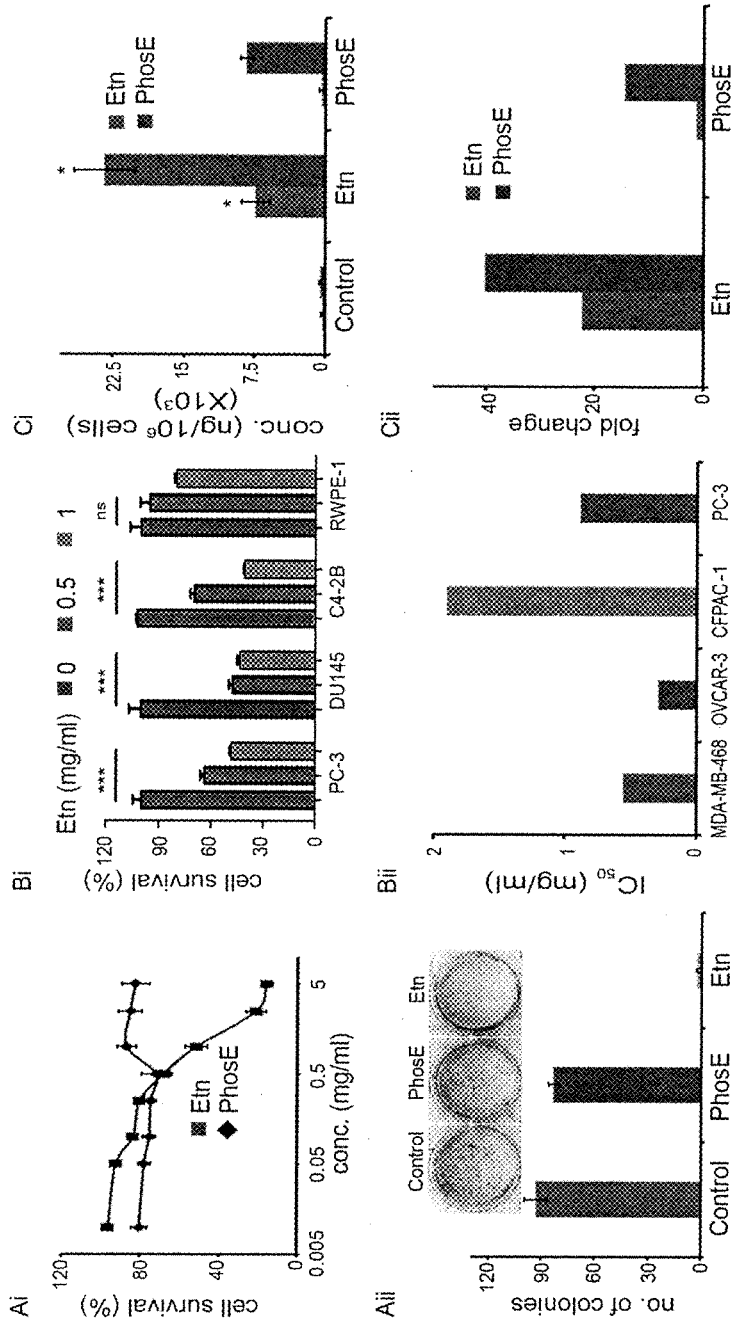 Ai
cell survival (%)
120
80
40
0
0.005
0.05
0.5
5
conc. (mg/ml)
Etn
PhosE
Aii
no. of colonies
120
90
60
30
0
Control
PhosE
Etn
Control
PhosE
Etn
Bi
Etn (mg/ml)
0
0.5
1
cell survival (%)
120
90
60
30
0
***
***
***
ns
PC-3
DU145
C4-2B
RWPE-1
Bii
IC50 (mg/ml)
2
1
0
MDA-MB-468
OVCAR-3
CFPAC-1
PC-3
Ci
conc. (ng/10⁶ cells)
(X10³)
22.5
15
7.5
0
*
*
Etn
PhosE
Control
Etn
PhosE
Cii
fold change
40
20
0
Etn
PhosE
Etn
PhosE